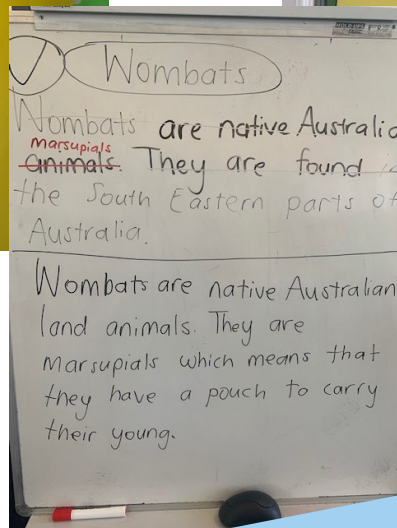 Wombats
Wombats are native Australia
marsupials
animals. They are found
the South Eastern parts of
Australia.
Wombats are native Australian
land animals. They are
Marsupials which means that
they have a pouch to carry
their young.